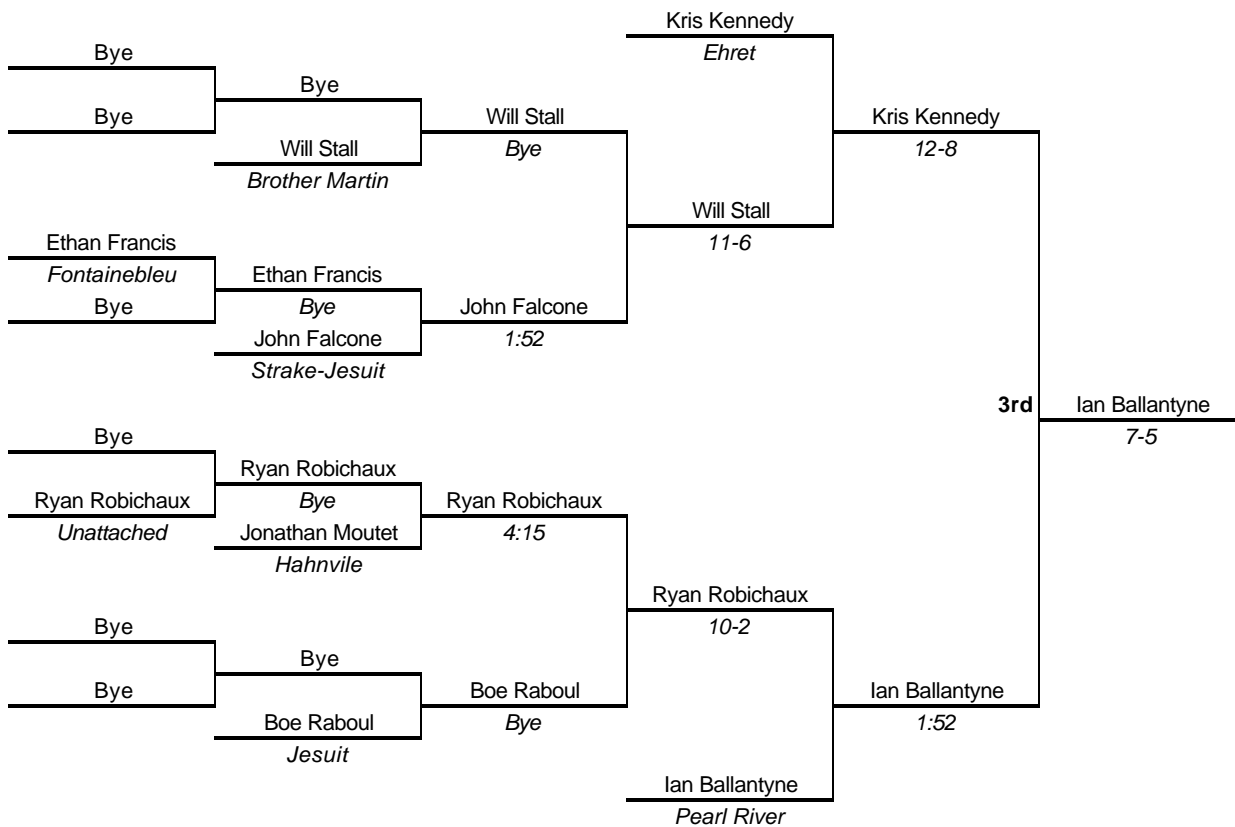 Kris Kennedy
Ehret
Bye
Bye
Bye
Will Stall
Brother Martin
Will Stall
Bye
Kris Kennedy
12-8
Will Stall
11-6
Ethan Francis
Fontainebleu
Bye
Ethan Francis
Bye
John Falcone
Strake-Jesuit
John Falcone
1:52
3rd
Ian Ballantyne
7-5
Bye
Ryan Robichaux
Unattached
Ryan Robichaux
Bye
Jonathan Moutet
Hahnvile
Ryan Robichaux
4:15
Ryan Robichaux
10-2
Bye
Bye
Bye
Boe Raboul
Jesuit
Boe Raboul
Bye
Ian Ballantyne
1:52
Ian Ballantyne
Pearl River